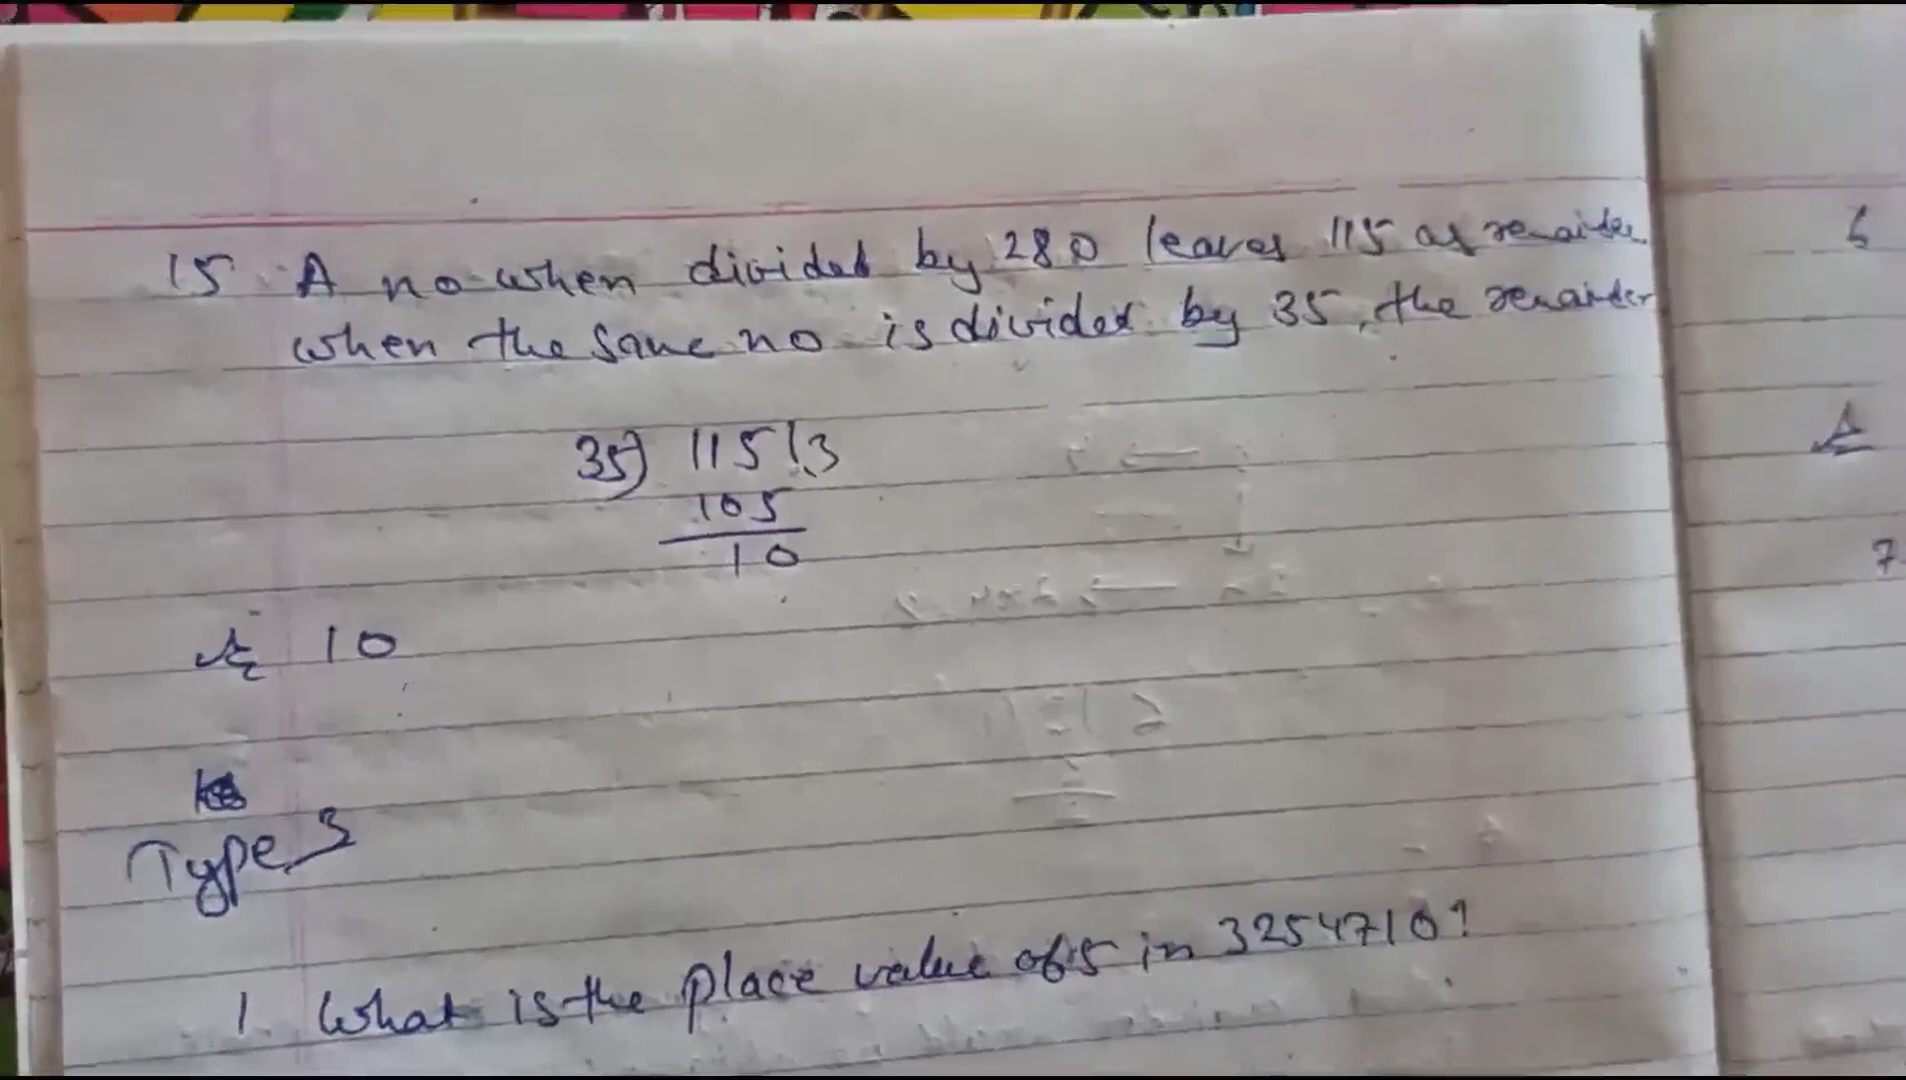 15 A no when divided by 280 leaves 115 as remaider
when the same no is divided by 35, the remainder
35) 115 (3
105
10
10
Type 3
1. What is the place value of 5 in 3254710?
6
7.